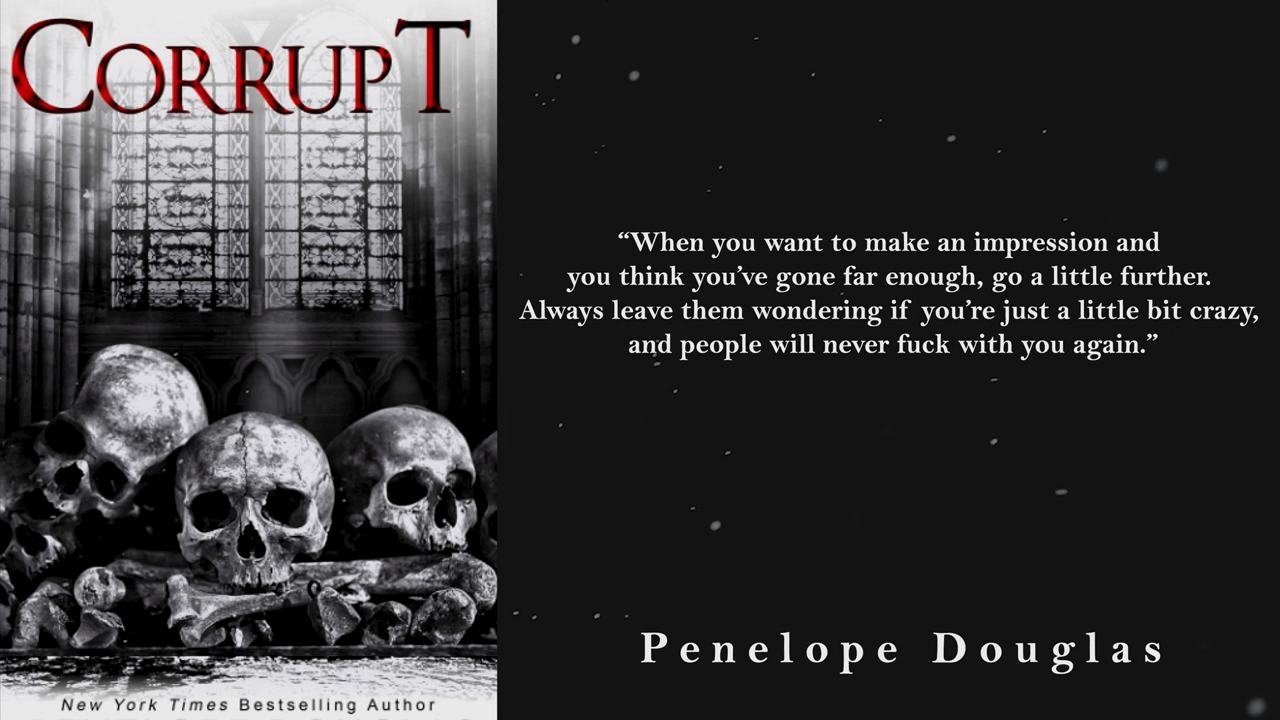 CORRUPT
New York Times Bestselling Author
“When you want to make an impression and
you think you’ve gone far enough, go a little further.
Always leave them wondering if you’re just a little bit crazy,
and people will never fuck with you again.”
Penelope Douglas